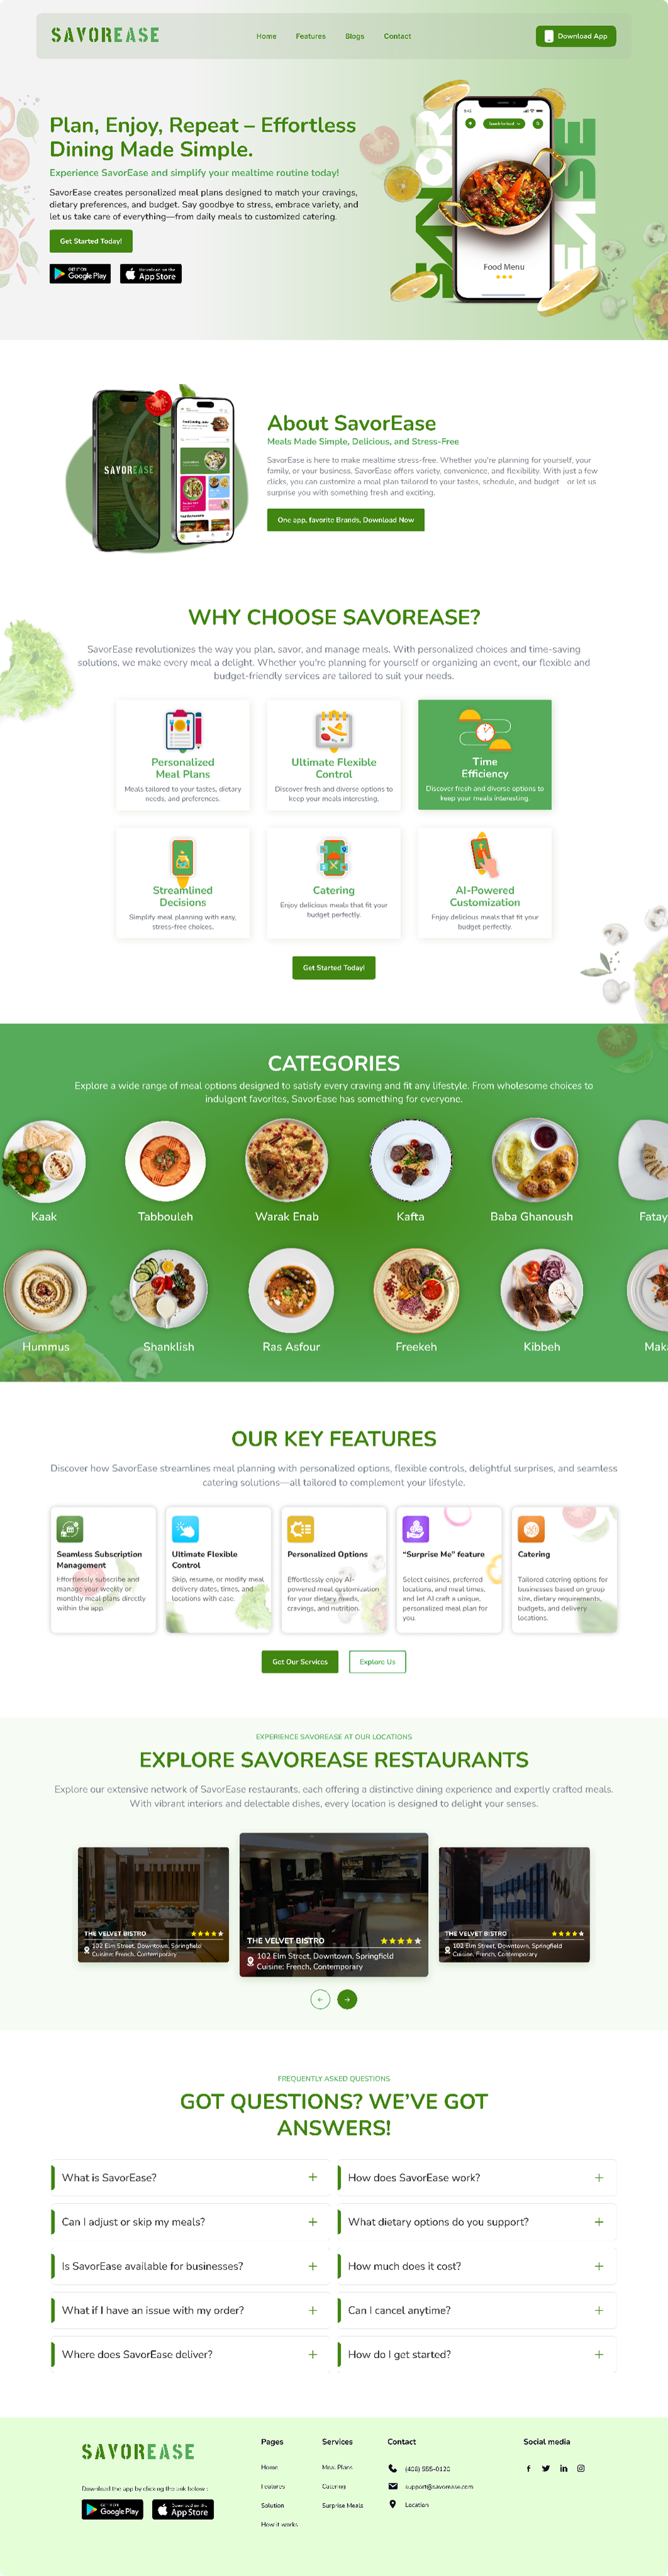 SAVOREASE
Home
Features
Blogs
Contact
Download App
Plan, Enjoy, Repeat – Effortless
Dining Made Simple.
Experience SavorEase and simplify your mealtime routine today!
SavorEase creates personalized meal plans designed to match your cravings,
dietary preferences, and budget. Say goodbye to stress, embrace variety, and
let us take care of everything—from daily meals to customized catering.
Get Started Today!
GET IT ON
Google Play
Download on the
App Store
Food Menu
SAVOREASE
About SavorEase
Meals Made Simple, Delicious, and Stress-Free
SavorEase is here to make mealtime stress-free. Whether you're planning for yourself, your
family, or your business, SavorEase offers variety, convenience, and flexibility. With just a few
clicks, you can customize a meal plan tailored to your tastes, schedule, and budget—or let us
surprise you with something fresh and exciting.
One app, favorite Brands, Download Now
WHY CHOOSE SAVOREASE?
SavorEase revolutionizes the way you plan, savor, and manage meals. With personalized choices and time-saving
solutions, we make every meal a delight. Whether you're planning for yourself or organizing an event, our flexible and
budget-friendly services are tailored to suit your needs.
Personalized
Meal Plans
Meals tailored to your tastes, dietary
needs, and preferences.
Ultimate Flexible
Control
Discover fresh and diverse options to
keep your meals interesting.
Time
Efficiency
Discover fresh and diverse options to
keep your meals interesting.
Streamlined
Decisions
Simplify meal planning with easy,
stress-free choices.
Catering
Enjoy delicious meals that fit your
budget perfectly.
AI-Powered
Customization
Enjoy delicious meals that fit your
budget perfectly.
Get Started Today!
CATEGORIES
Explore a wide range of meal options designed to satisfy every craving and fit any lifestyle. From wholesome choices to
indulgent favorites, SavorEase has something for everyone.
Kaak
Tabbouleh
Warak Enab
Kafta
Baba Ghanoush
Fatay
Hummus
Shanklish
Ras Asfour
Freekeh
Kibbeh
Mak
OUR KEY FEATURES
Discover how SavorEase streamlines meal planning with personalized options, flexible controls, delightful surprises, and seamless
catering solutions—all tailored to complement your lifestyle.
Seamless Subscription
Management
Effortlessly subscribe and
manage your weekly or
monthly meal plans directly
within the app.
Ultimate Flexible
Control
Skip, resume, or modify meal
delivery dates, times, and
locations with ease.
Personalized Options
Effortlessly enjoy AI-
powered meal customization
for your dietary needs,
cravings, and nutrition.
“Surprise Me” feature
Select cuisines, preferred
locations, and meal times,
and let AI craft a unique,
personalized meal plan for
you.
Catering
Tailored catering options for
businesses based on group
size, dietary requirements,
budgets, and delivery
locations.
Get Our Services
Explore Us
EXPERIENCE SAVOREASE AT OUR LOCATIONS
EXPLORE SAVOREASE RESTAURANTS
Explore our extensive network of SavorEase restaurants, each offering a distinctive dining experience and expertly crafted meals.
With vibrant interiors and delectable dishes, every location is designed to delight your senses.
THE VELVET BISTRO
102 Elm Street, Downtown, Springfield
Cuisine: French, Contemporary
THE VELVET BISTRO
102 Elm Street, Downtown, Springfield
Cuisine: French, Contemporary
THE VELVET BISTRO
102 Elm Street, Downtown, Springfield
Cuisine: French, Contemporary
FREQUENTLY ASKED QUESTIONS
GOT QUESTIONS? WE’VE GOT
ANSWERS!
What is SavorEase?
How does SavorEase work?
Can I adjust or skip my meals?
What dietary options do you support?
Is SavorEase available for businesses?
How much does it cost?
What if I have an issue with my order?
Can I cancel anytime?
Where does SavorEase deliver?
How do I get started?
SAVOREASE
Download the app by clicking the link below :
GET IT ON
Google Play
Download on the
App Store
Pages
Home
Features
Solution
How it works
Services
Meal Plans
Catering
Surprise Meals
Contact
(406) 555-0120
support@savorease.com
Location
Social media